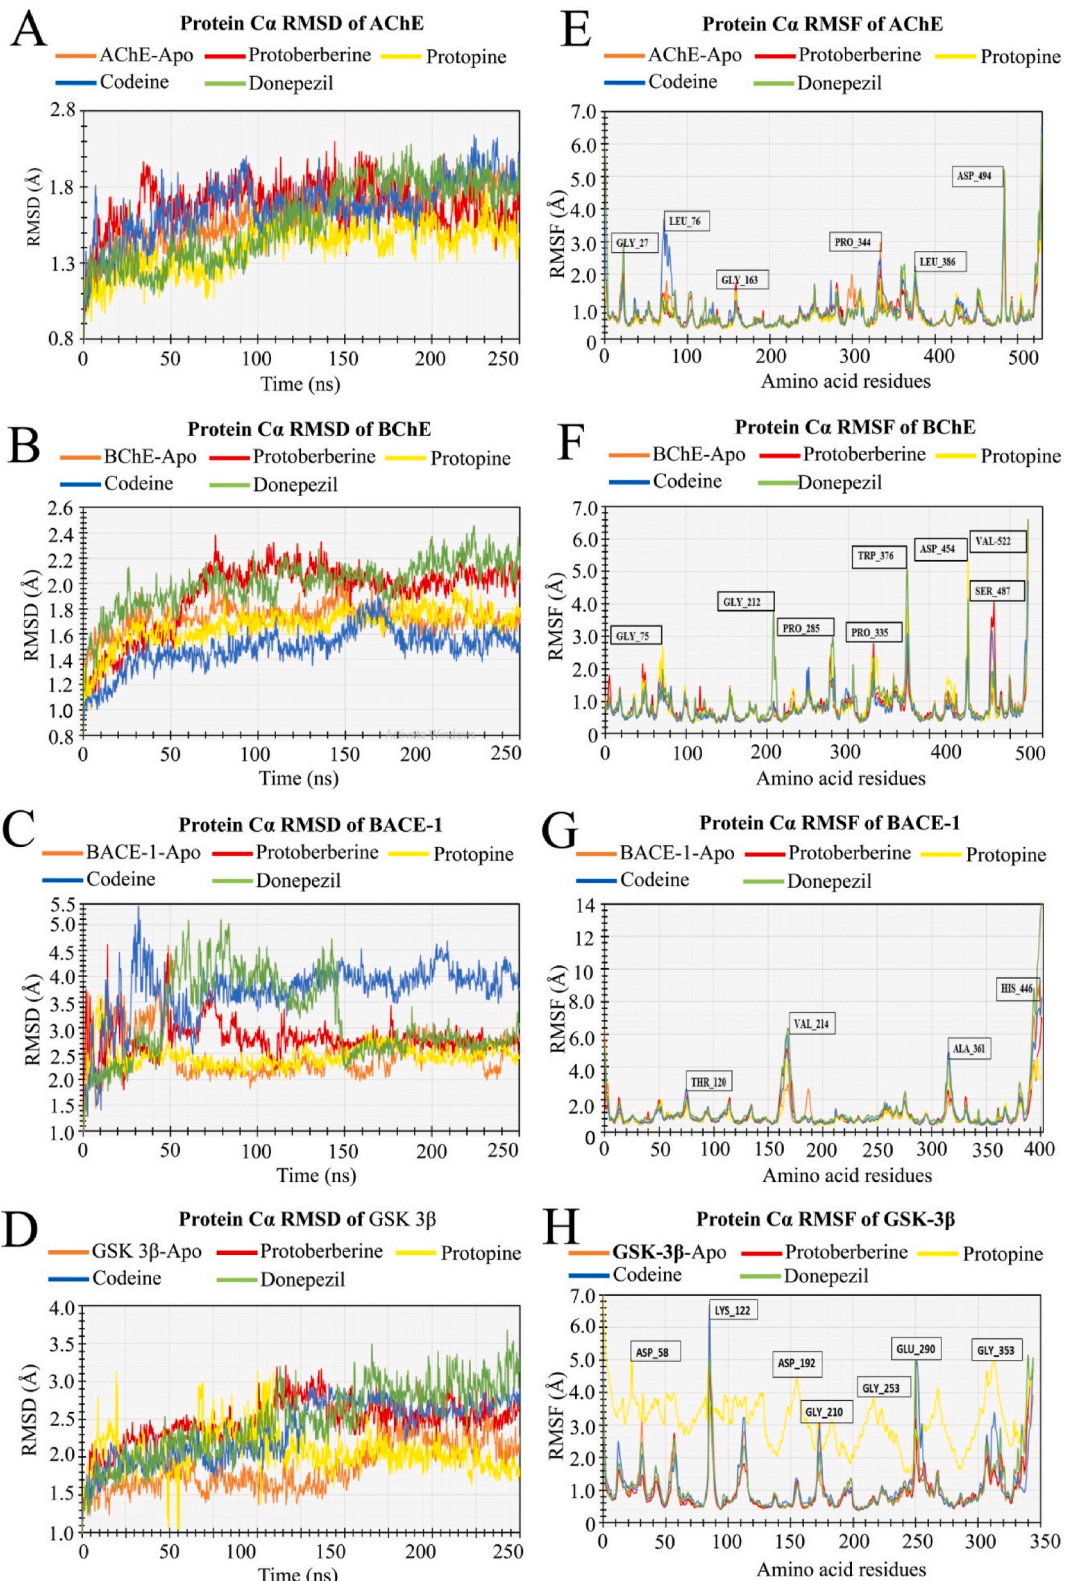 A
Protein Cα RMSD of AChE
AChE-Apo Protoberberine Protopine
Codeine Donepezil
2.8
1.8
1.3
0.8
RMSD (Å)
0 50 100 150 200 250
Time (ns)
E
Protein Cα RMSF of AChE
AChE-Apo Protoberberine Protopine
Codeine Donepezil
7.0
6.0
5.0
4.0
3.0
2.0
1.0
0
RMSF (Å)
ASP_494
LEU_76
GLY_27
PRO_344
LEU_386
GLY_163
0 100 200 300 400 500
Amino acid residues
B
Protein Cα RMSD of BChE
BChE-Apo Protoberberine Protopine
Codeine Donepezil
2.6
2.4
2.2
2.0
1.8
1.6
1.4
1.2
1.0
0.8
RMSD (Å)
Activate Windows
0 50 100 150 200 250
Time (ns)
F
Protein Cα RMSF of BChE
BChE-Apo Protoberberine Protopine
Codeine Donepezil
7.0
6.0
5.0
4.0
3.0
2.0
1.0
0
RMSF (Å)
TRP_376
ASP_454
VAL-522
SER_487
GLY_212
PRO_285
PRO_335
GLY_75
0 100 200 300 400 500
Amino acid residues
C
Protein Cα RMSD of BACE-1
BACE-1-Apo Protoberberine Protopine
Codeine Donepezil
5.5
5.0
4.5
4.0
3.5
3.0
2.5
2.0
1.5
1.0
RMSD (Å)
0 50 100 150 200 250
Time (ns)
G
Protein Cα RMSF of BACE-1
BACE-1-Apo Protoberberine Protopine
Codeine Donepezil
14
12
10
8.0
6.0
4.0
2.0
0
RMSF (Å)
HIS_446
VAL_214
ALA_361
THR_120
0 50 100 150 200 250 300 350 400
Amino acid residues
D
Protein Cα RMSD of GSK 3β
GSK 3β-Apo Protoberberine Protopine
Codeine Donepezil
4.0
3.5
3.0
2.5
2.0
1.5
1.0
RMSD (Å)
0 50 100 150 200 250
Time (ns)
H
Protein Cα RMSF of GSK-3β
GSK-3β-Apo Protoberberine Protopine
Codeine Donepezil
7.0
6.0
5.0
4.0
3.0
2.0
1.0
0
RMSF (Å)
LYS_122
ASP_58
ASP_192
GLY_210
GLU_290
GLY_253
GLY_353
0 50 100 150 200 250 300 350
Amino acid residues